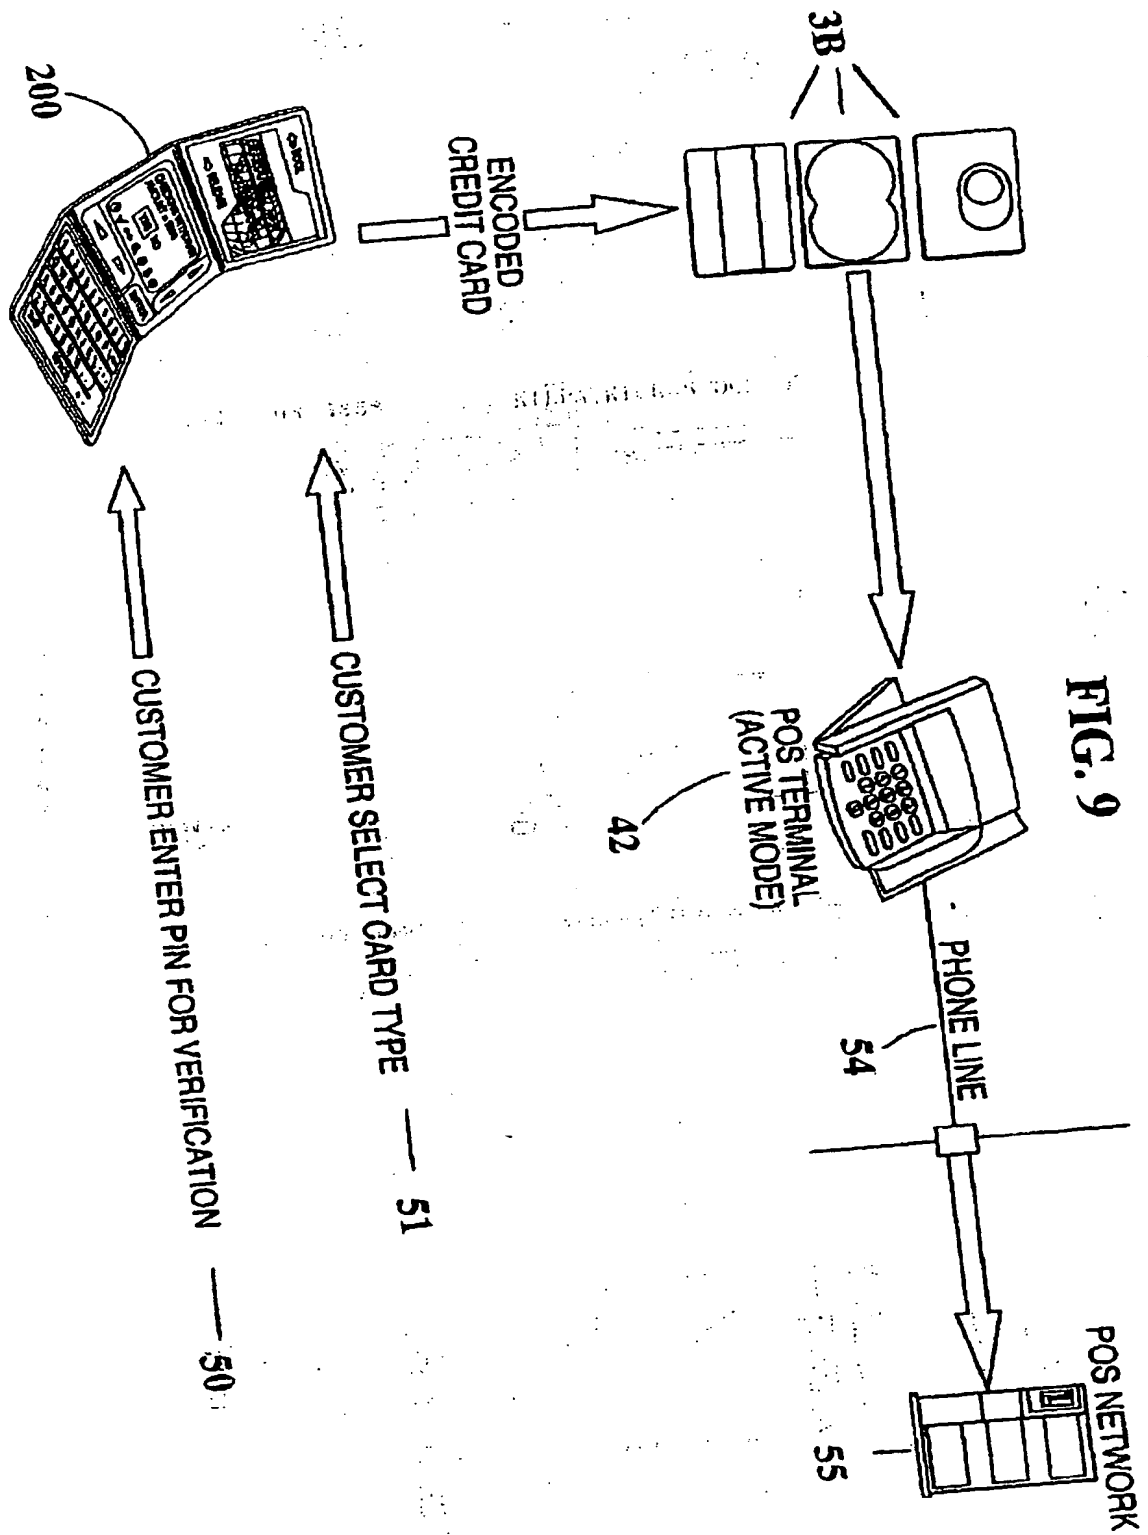 FIG. 9
3B
ENCODED
CREDIT CARD
200
POS TERMINAL
(ACTIVE MODE)
42
PHONE LINE
54
POS NETWORK
55
CUSTOMER SELECT CARD TYPE
51
CUSTOMER ENTER PIN FOR VERIFICATION
50